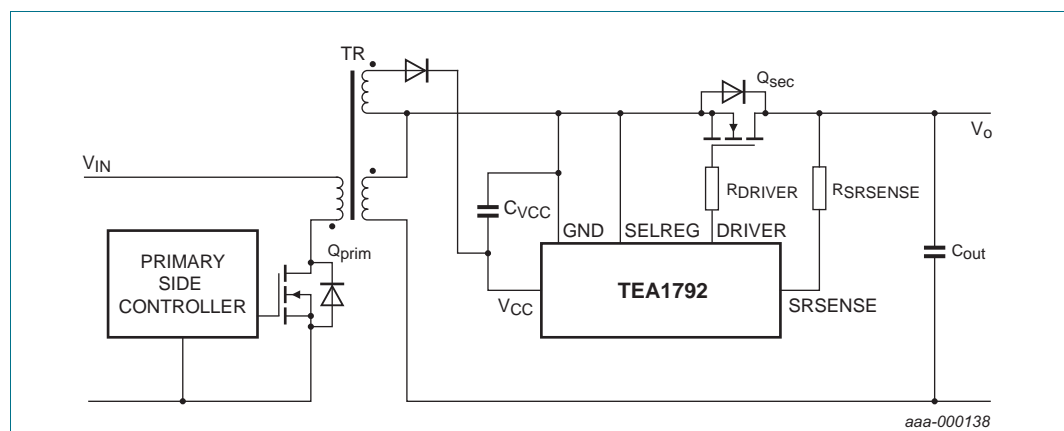 TR
Qsec
Vo
VIN
RDRIVER
RSRSENSE
CVCC
GND
SELREG
DRIVER
Cout
Qprim
PRIMARY
SIDE
CONTROLLER
TEA1792
VCC
SRSENSE
aaa-000138